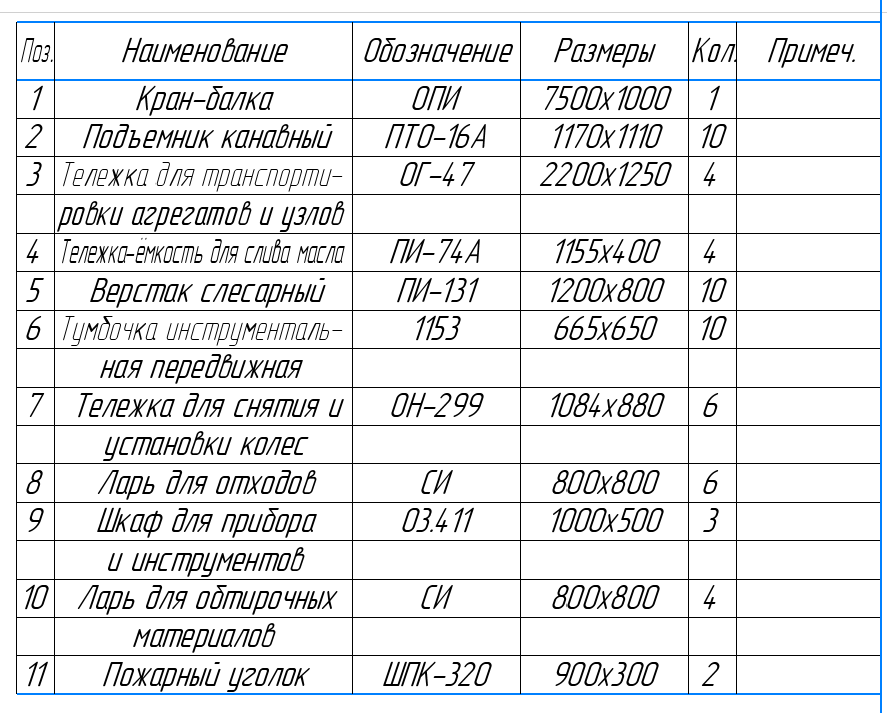 Поз. Наименование Обозначение Размеры Кол. Примеч.
1 Кран-балка ОПИ 7500х1000 1
2 Подъемник канавный ПТО-16А 1170х1110 10
3 Тележка для транспорти- ОГ-47 2200х1250 4
ровки агрегатов и узлов
4 Тележка-ёмкость для слива масла ПИ-74А 1155х400 4
5 Верстак слесарный ПИ-131 1200х800 10
6 Тумбочка инструменталь- 1153 665х650 10
ная передвижная
7 Тележка для снятия и ОН-299 1084х880 6
установки колес
8 Ларь для отходов СИ 800х800 6
9 Шкаф для прибора 03.411 1000х500 3
и инструментов
10 Ларь для обтирочных СИ 800х800 4
материалов
11 Пожарный уголок ШПК-320 900х300 2